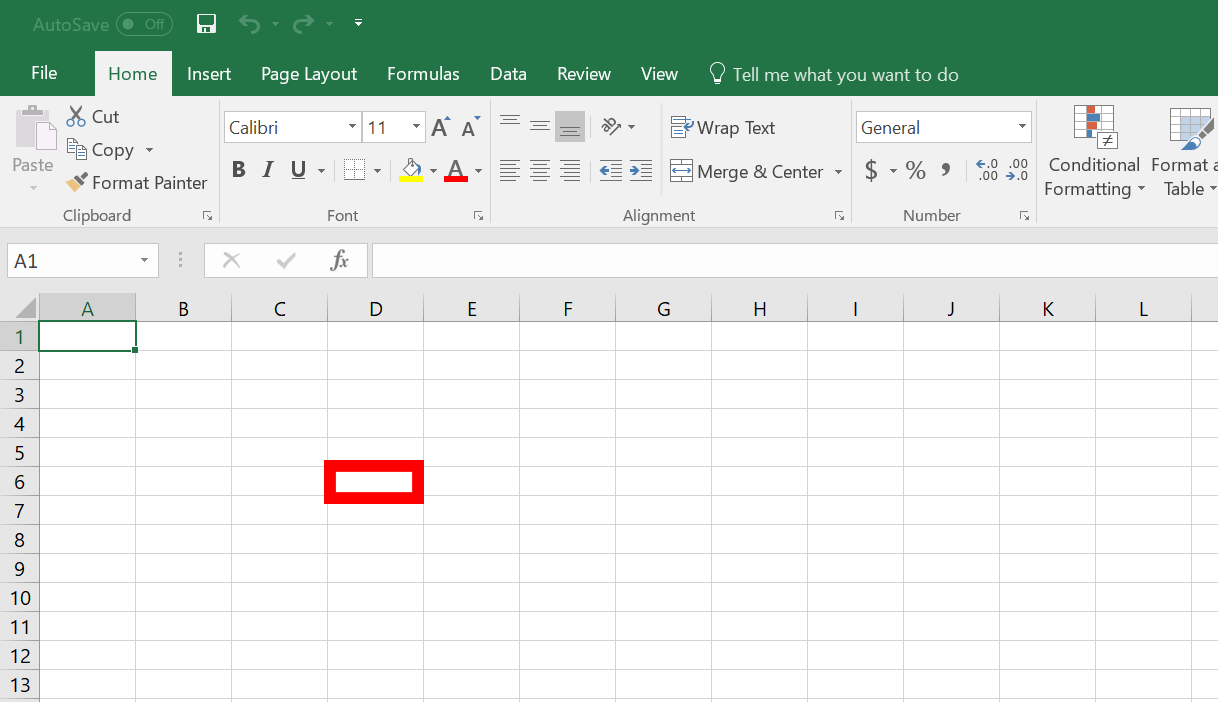 AutoSave Off
File Home Insert Page Layout Formulas Data Review View Tell me what you want to do
Paste
Cut
Copy
Format Painter
Clipboard
Calibri 11 A A
B I U A
Font
Wrap Text
Merge & Center
Alignment
General
$ % , .0 .00 .00 .0
Number
Conditional Formatting
Format a
Table
A1 fx
A B C D E F G H I J K L
1
2
3
4
5
6
7
8
9
10
11
12
13